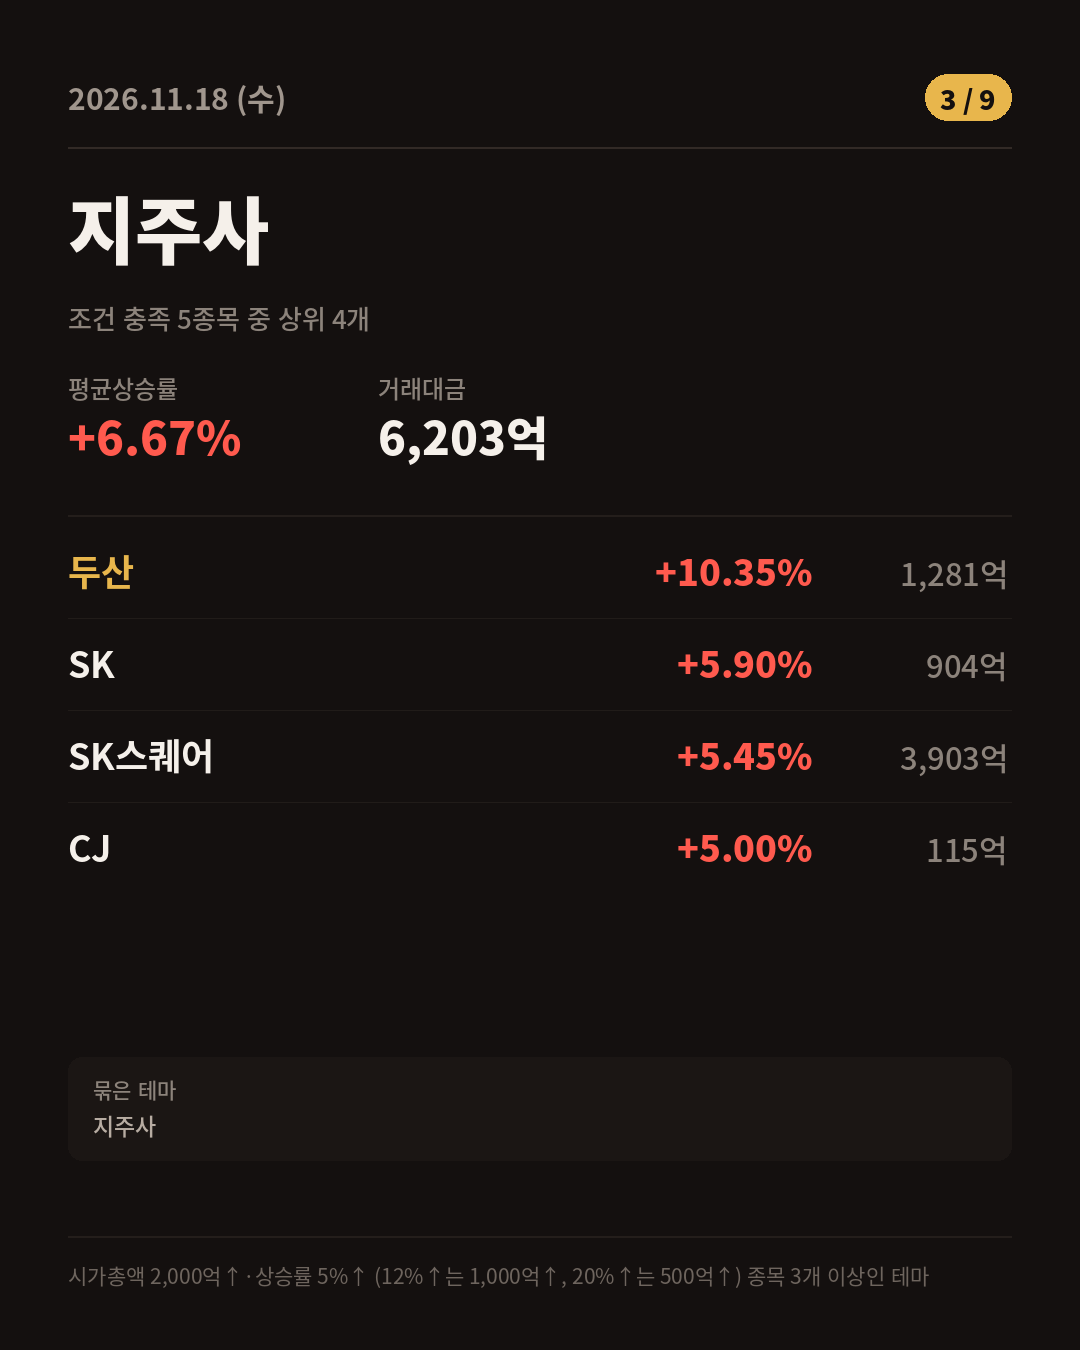 2026.11.18 (수)
3 / 9
지주사
조건 충족 5종목 중 상위 4개
평균상승률 거래대금
+6.67% 6,203억
두산 +10.35% 1,281억
SK +5.90% 904억
SK스퀘어 +5.45% 3,903억
CJ +5.00% 115억
묶은 테마
지주사
시가총액 2,000억↑ · 상승률 5%↑ (12%↑는 1,000억↑, 20%↑는 500억↑) 종목 3개 이상인 테마